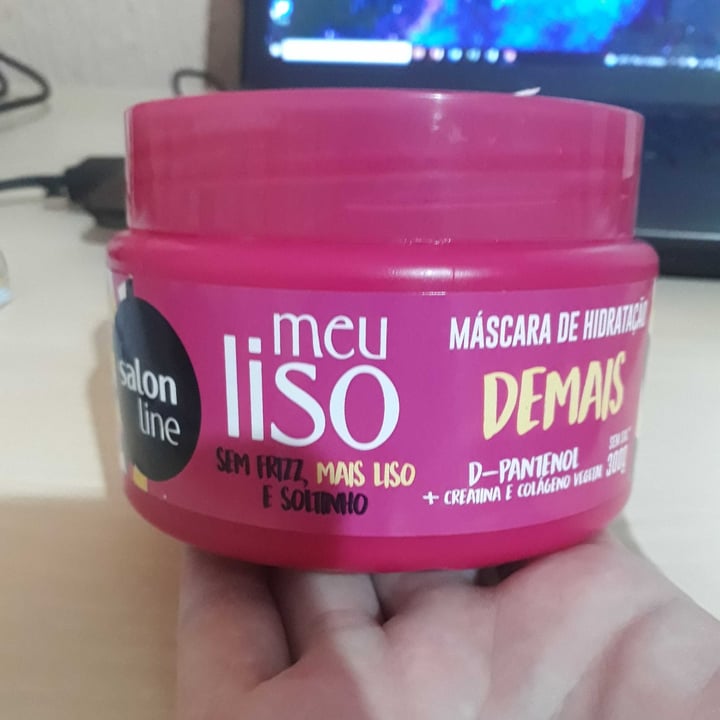 salon
line
meu
liso
SEM FRIZZ, MAIS LISO
E SOLTINHO
MÁSCARA DE HIDRATAÇÃO
DEMAIS
D-PANTENOL
+ CREATINA E COLÁGENO VEGETAL
300g